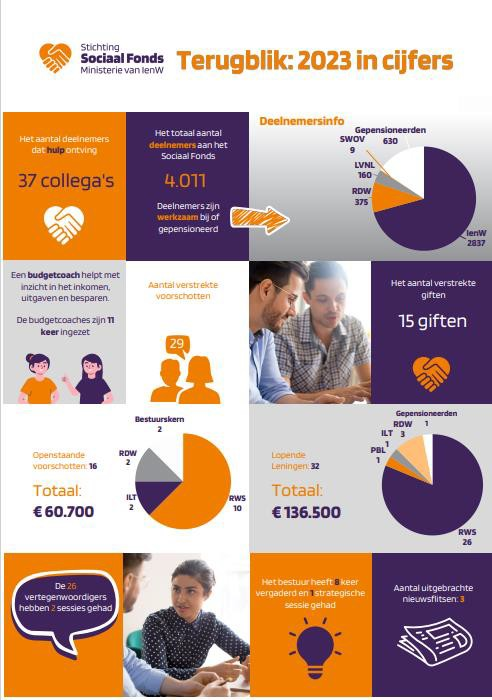 Stichting
Sociaal Fonds
Ministerie van IenW
Terugblik: 2023 in cijfers
Het aantal deelnemers
dat hulp ontving
37 collega's
Het totaal aantal
deelnemers aan het
Sociaal Fonds
4.011
Deelnemers zijn
werkzaam bij of
gepensioneerd
Deelnemersinfo
Gepensioneerden
630
SWOV
9
LVNL
160
RDW
375
IenW
2837
Een budgetcoach helpt met
inzicht in het inkomen,
uitgaven en besparen.
De budgetcoaches zijn 11
keer ingezet
Aantal verstrekte
voorschotten
29
Het aantal verstrekte
giften
15 giften
Openstaande
voorschotten: 16
Totaal:
€ 60.700
Bestuurskern
2
RDW
2
ILT
2
RWS
10
Lopende
Leningen: 32
Totaal:
€ 136.500
Gepensioneerden
1
RDW
3
ILT
1
PBL
1
RWS
26
De 26
vertegenwoordigers
hebben 2 sessies gehad
Het bestuur heeft 8 keer
vergaderd en 1 strategische
sessie gehad
Aantal uitgebrachte
nieuwsflitsen: 3